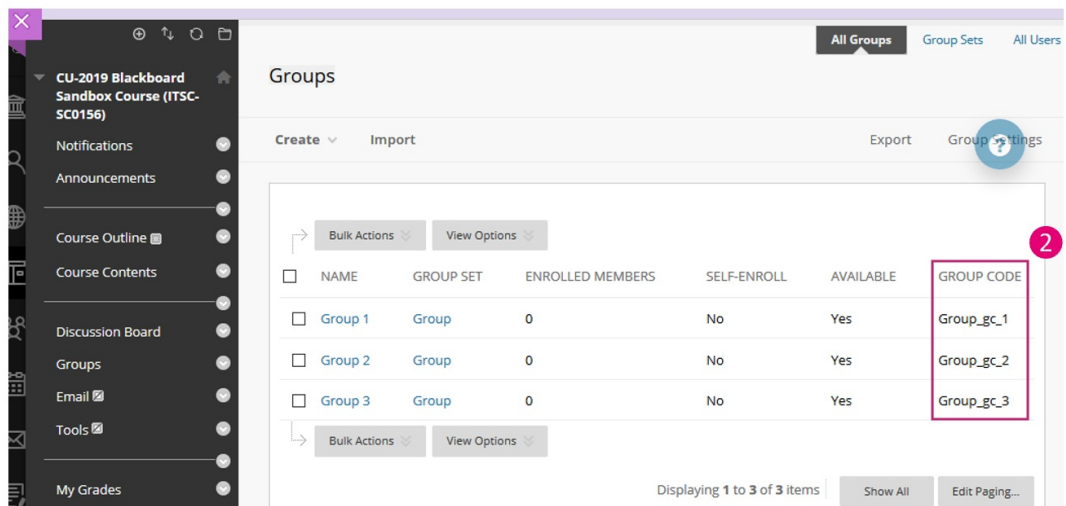 All Groups Group Sets All Users
CU-2019 Blackboard
Sandbox Course (ITSC-
SC0156)
Notifications
Announcements
Course Outline
Course Contents
Discussion Board
Groups
Email
Tools
My Grades
Groups
Create Import Export Group Settings
?
Bulk Actions View Options
2
NAME GROUP SET ENROLLED MEMBERS SELF-ENROLL AVAILABLE GROUP CODE
Group 1 Group 0 No Yes Group_gc_1
Group 2 Group 0 No Yes Group_gc_2
Group 3 Group 0 No Yes Group_gc_3
Bulk Actions View Options
Displaying 1 to 3 of 3 items Show All Edit Paging...